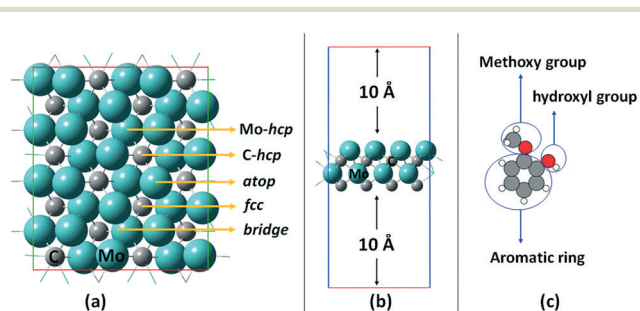 Mo-hcp
C-hcp
atop
fcc
bridge
C
Mo
(a)
10 Å
C
Mo
10 Å
(b)
Methoxy group
hydroxyl group
Aromatic ring
(c)